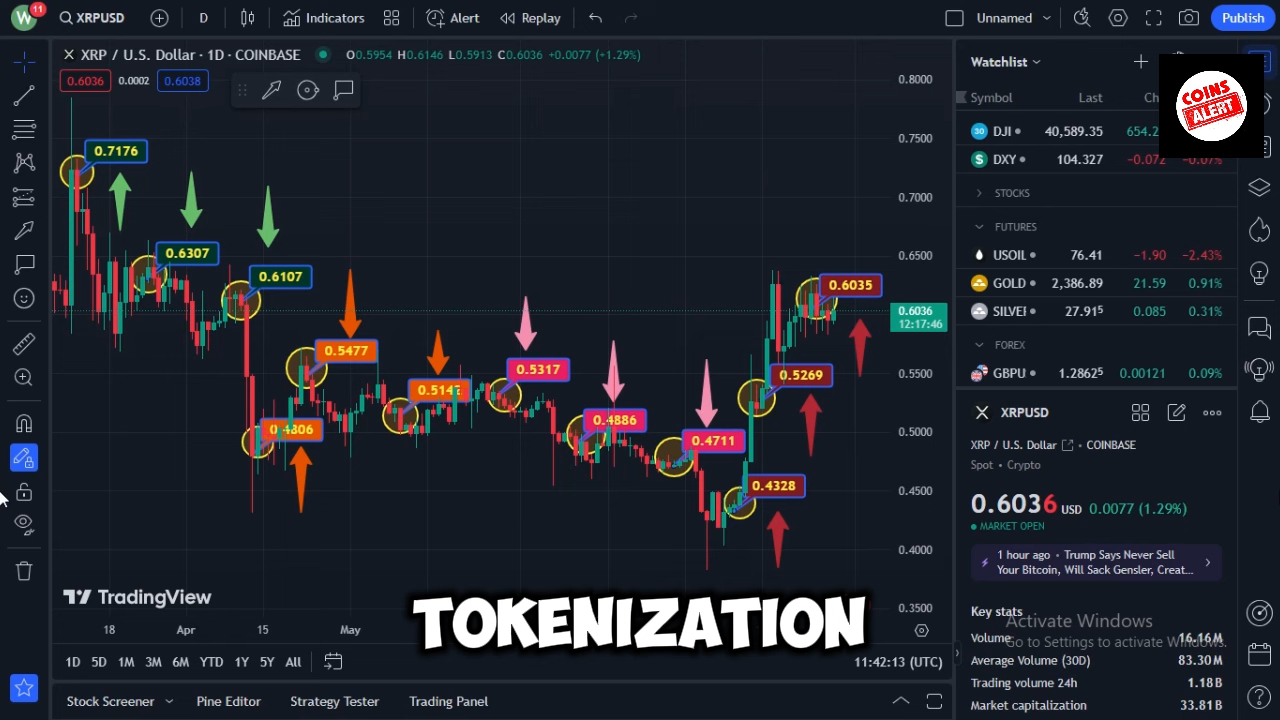 W
11
XRPUSD
D
Indicators
Alert
Replay
Unnamed
Publish
XRP / U.S. Dollar · 1D · COINBASE
O0.5954 H0.6146 L0.5913 C0.6036 +0.0077 (+1.29%)
0.6036 0.0002 0.6038
0.7176
0.6307
0.6107
0.5477
0.4806
0.5317
0.4886
0.4711
0.4328
0.5269
0.6035
0.8000
0.7500
0.7000
0.6500
0.6036
12:17:46
0.5500
0.5000
0.4500
0.4000
0.3500
TradingView
18 Apr 15 May
TOKENIZATION
1D 5D 1M 3M 6M YTD 1Y 5Y All
11:42:13 (UTC)
Stock Screener Pine Editor Strategy Tester Trading Panel
Watchlist
COINS
ALERT
Symbol Last
30 DJI 40,589.35
$ DXY 104.327 -0.072 -0.07%
STOCKS
FUTURES
USOIL 76.41 -1.90 -2.43%
GOLD 2,386.89 21.59 0.91%
SILVER 27.915 0.085 0.31%
FOREX
GBPU 1.28625 0.00121 0.09%
XRPUSD
XRP / U.S. Dollar COINBASE
Spot • Crypto
0.6036 USD 0.0077 (1.29%)
MARKET OPEN
1 hour ago • Trump Says Never Sell
Your Bitcoin, Will Sack Gensler, Creat...
Key stats
Activate Windows
Go to Settings to activate Windows.
Volume 16.16M
Average Volume (30D) 83.30M
Trading volume 24h 1.18B
Market capitalization 33.81B